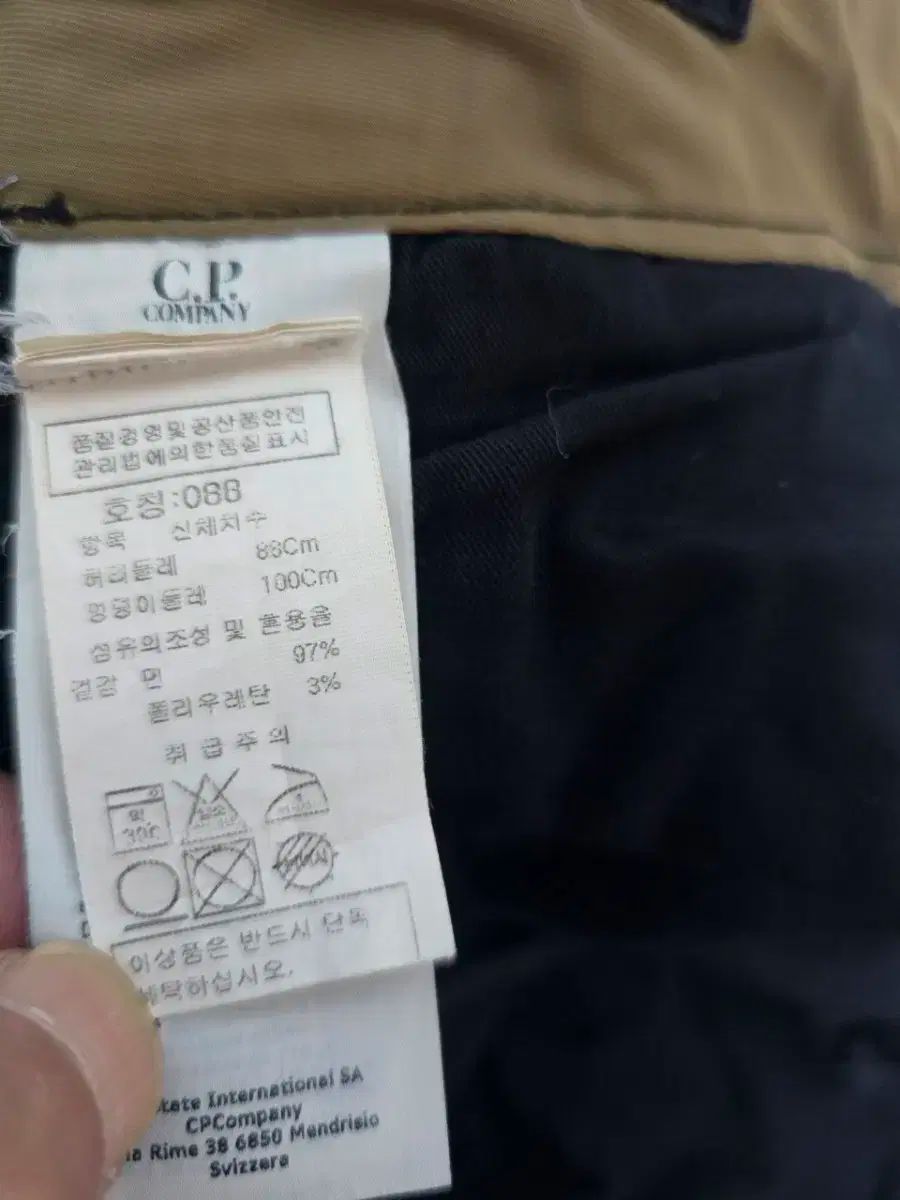 C.P.
COMPANY
품질경영및공산품안전
관리법에의한품질표시
호칭:088
항목 신체치수
허리둘레 88Cm
엉덩이둘레 100Cm
섬유의조성 및 혼용율
겉감 면 97%
폴리우레탄 3%
취급주의
약
30℃
이상품은 반드시 단독
세탁하십시오.
International SA
CPCompany
Rime 38 6850 Mendrisio
Svizzera